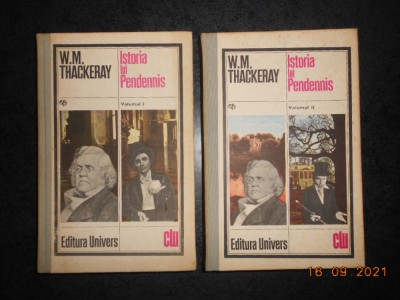 W.M.
THACKERAY
Istoria
lui
Pendennis
Volumul I
Editura Univers
clu
W.M.
THACKERAY
Istoria
lui
Pendennis
Volumul II
Editura Univers
clu
16.09.2021